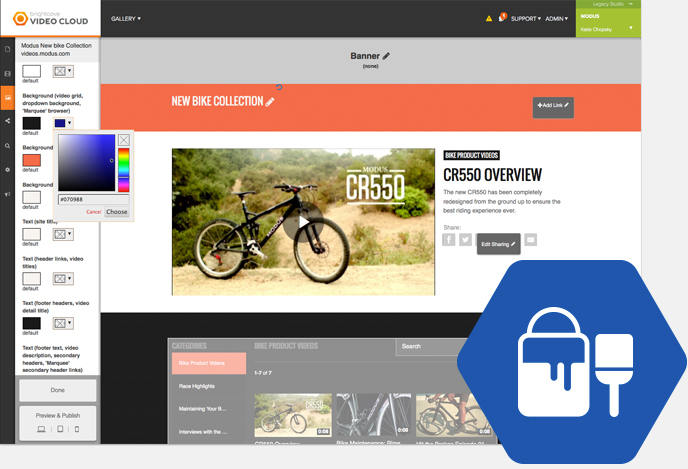 brightcove
VIDEO CLOUD
GALLERY
SUPPORT
ADMIN
Legacy Studio
MODUS
Katie Chopsky
Modus New bike Collection
videos.modus.com
default
Background (video grid,
dropdown background,
'Marquee' browser)
default
Background
default
Background
default
Text (site title)
default
Text (header links, video
titles)
default
Text (footer headers, video
detail title)
default
Text (footer text, video
description, secondary
headers, 'Marquee'
secondary header links)
Done
Preview & Publish
#070988
Cancel
Choose
Banner
(none)
NEW BIKE COLLECTION
+Add Link
MODUS
CR550
BIKE PRODUCT VIDEOS
CR550 OVERVIEW
The new CR550 has been completely
redesigned from the ground up to ensure the
best riding experience ever.
Share:
Edit Sharing
CATEGORIES
Bike Product Videos
Race Highlights
Maintaining Your B...
Interviews with the ...
BIKE PRODUCT VIDEOS
Search
1-7 of 7
0:08
CR550 Overview
0:08
Bike Maintenance: Rims
0:08